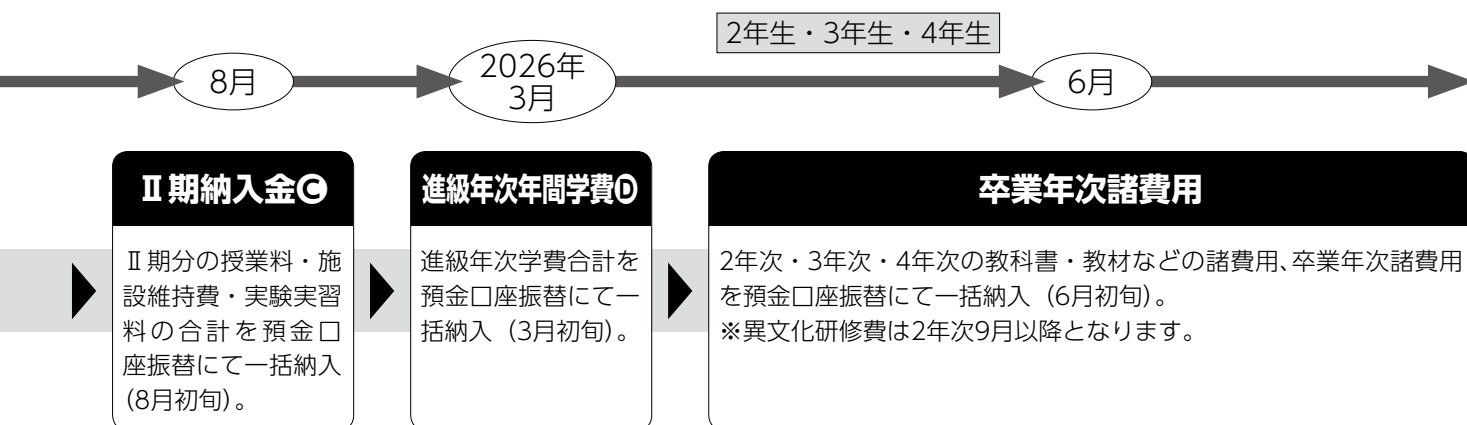 2年生・3年生・4年生
8月
2026年
3月
6月
Ⅱ期納入金Ⓒ
Ⅱ期分の授業料・施
設維持費・実験実習
料の合計を預金口
座振替にて一括納入
(8月初旬)。
進級年次年間学費Ⓓ
進級年次学費合計を
預金口座振替にて一
括納入（3月初旬)。
卒業年次諸費用
2年次・3年次・4年次の教科書・教材などの諸費用、卒業年次諸費用
を預金口座振替にて一括納入（6月初旬)。
※異文化研修費は2年次9月以降となります。